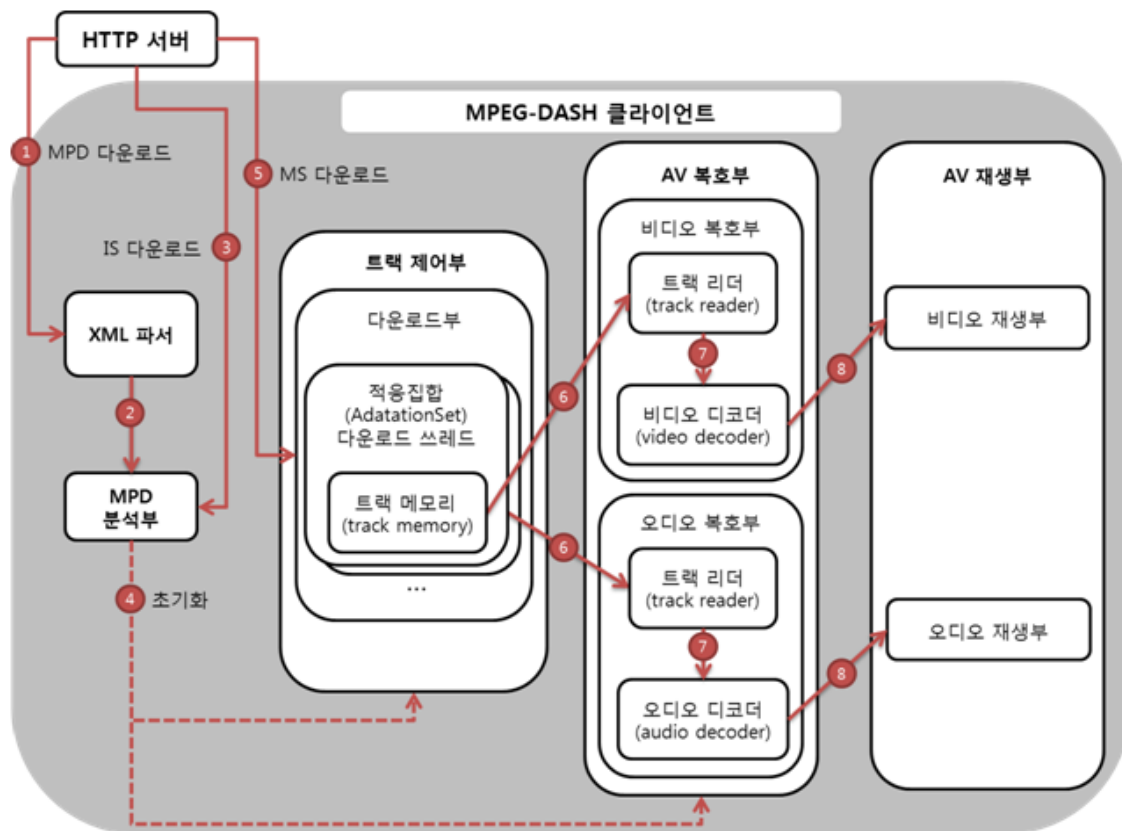 HTTP 서버
MPEG-DASH 클라이언트
1
MPD 다운로드
5
MS 다운로드
IS 다운로드
3
XML 파서
2
MPD
분석부
4
초기화
트랙 제어부
다운로드부
적응집합
(AdatationSet)
다운로드 쓰레드
트랙 메모리
(track memory)
...
6
6
AV 복호부
비디오 복호부
트랙 리더
(track reader)
7
비디오 디코더
(video decoder)
오디오 복호부
트랙 리더
(track reader)
7
오디오 디코더
(audio decoder)
8
8
AV 재생부
비디오 재생부
오디오 재생부